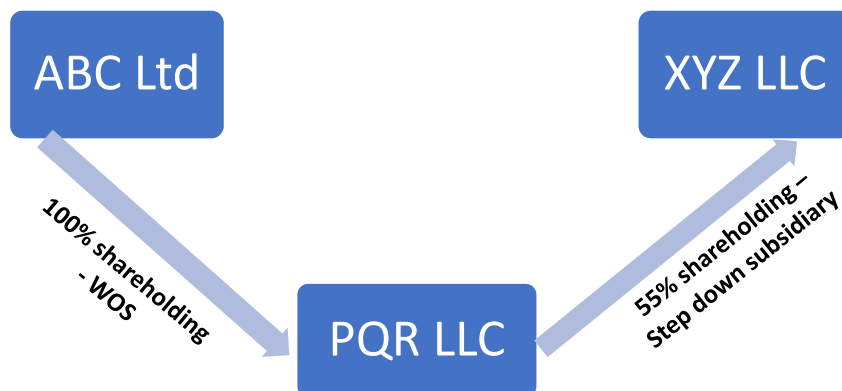 ABC Ltd
XYZ LLC
100% shareholding
- WOS
55% shareholding –
Step down subsidiary
PQR LLC